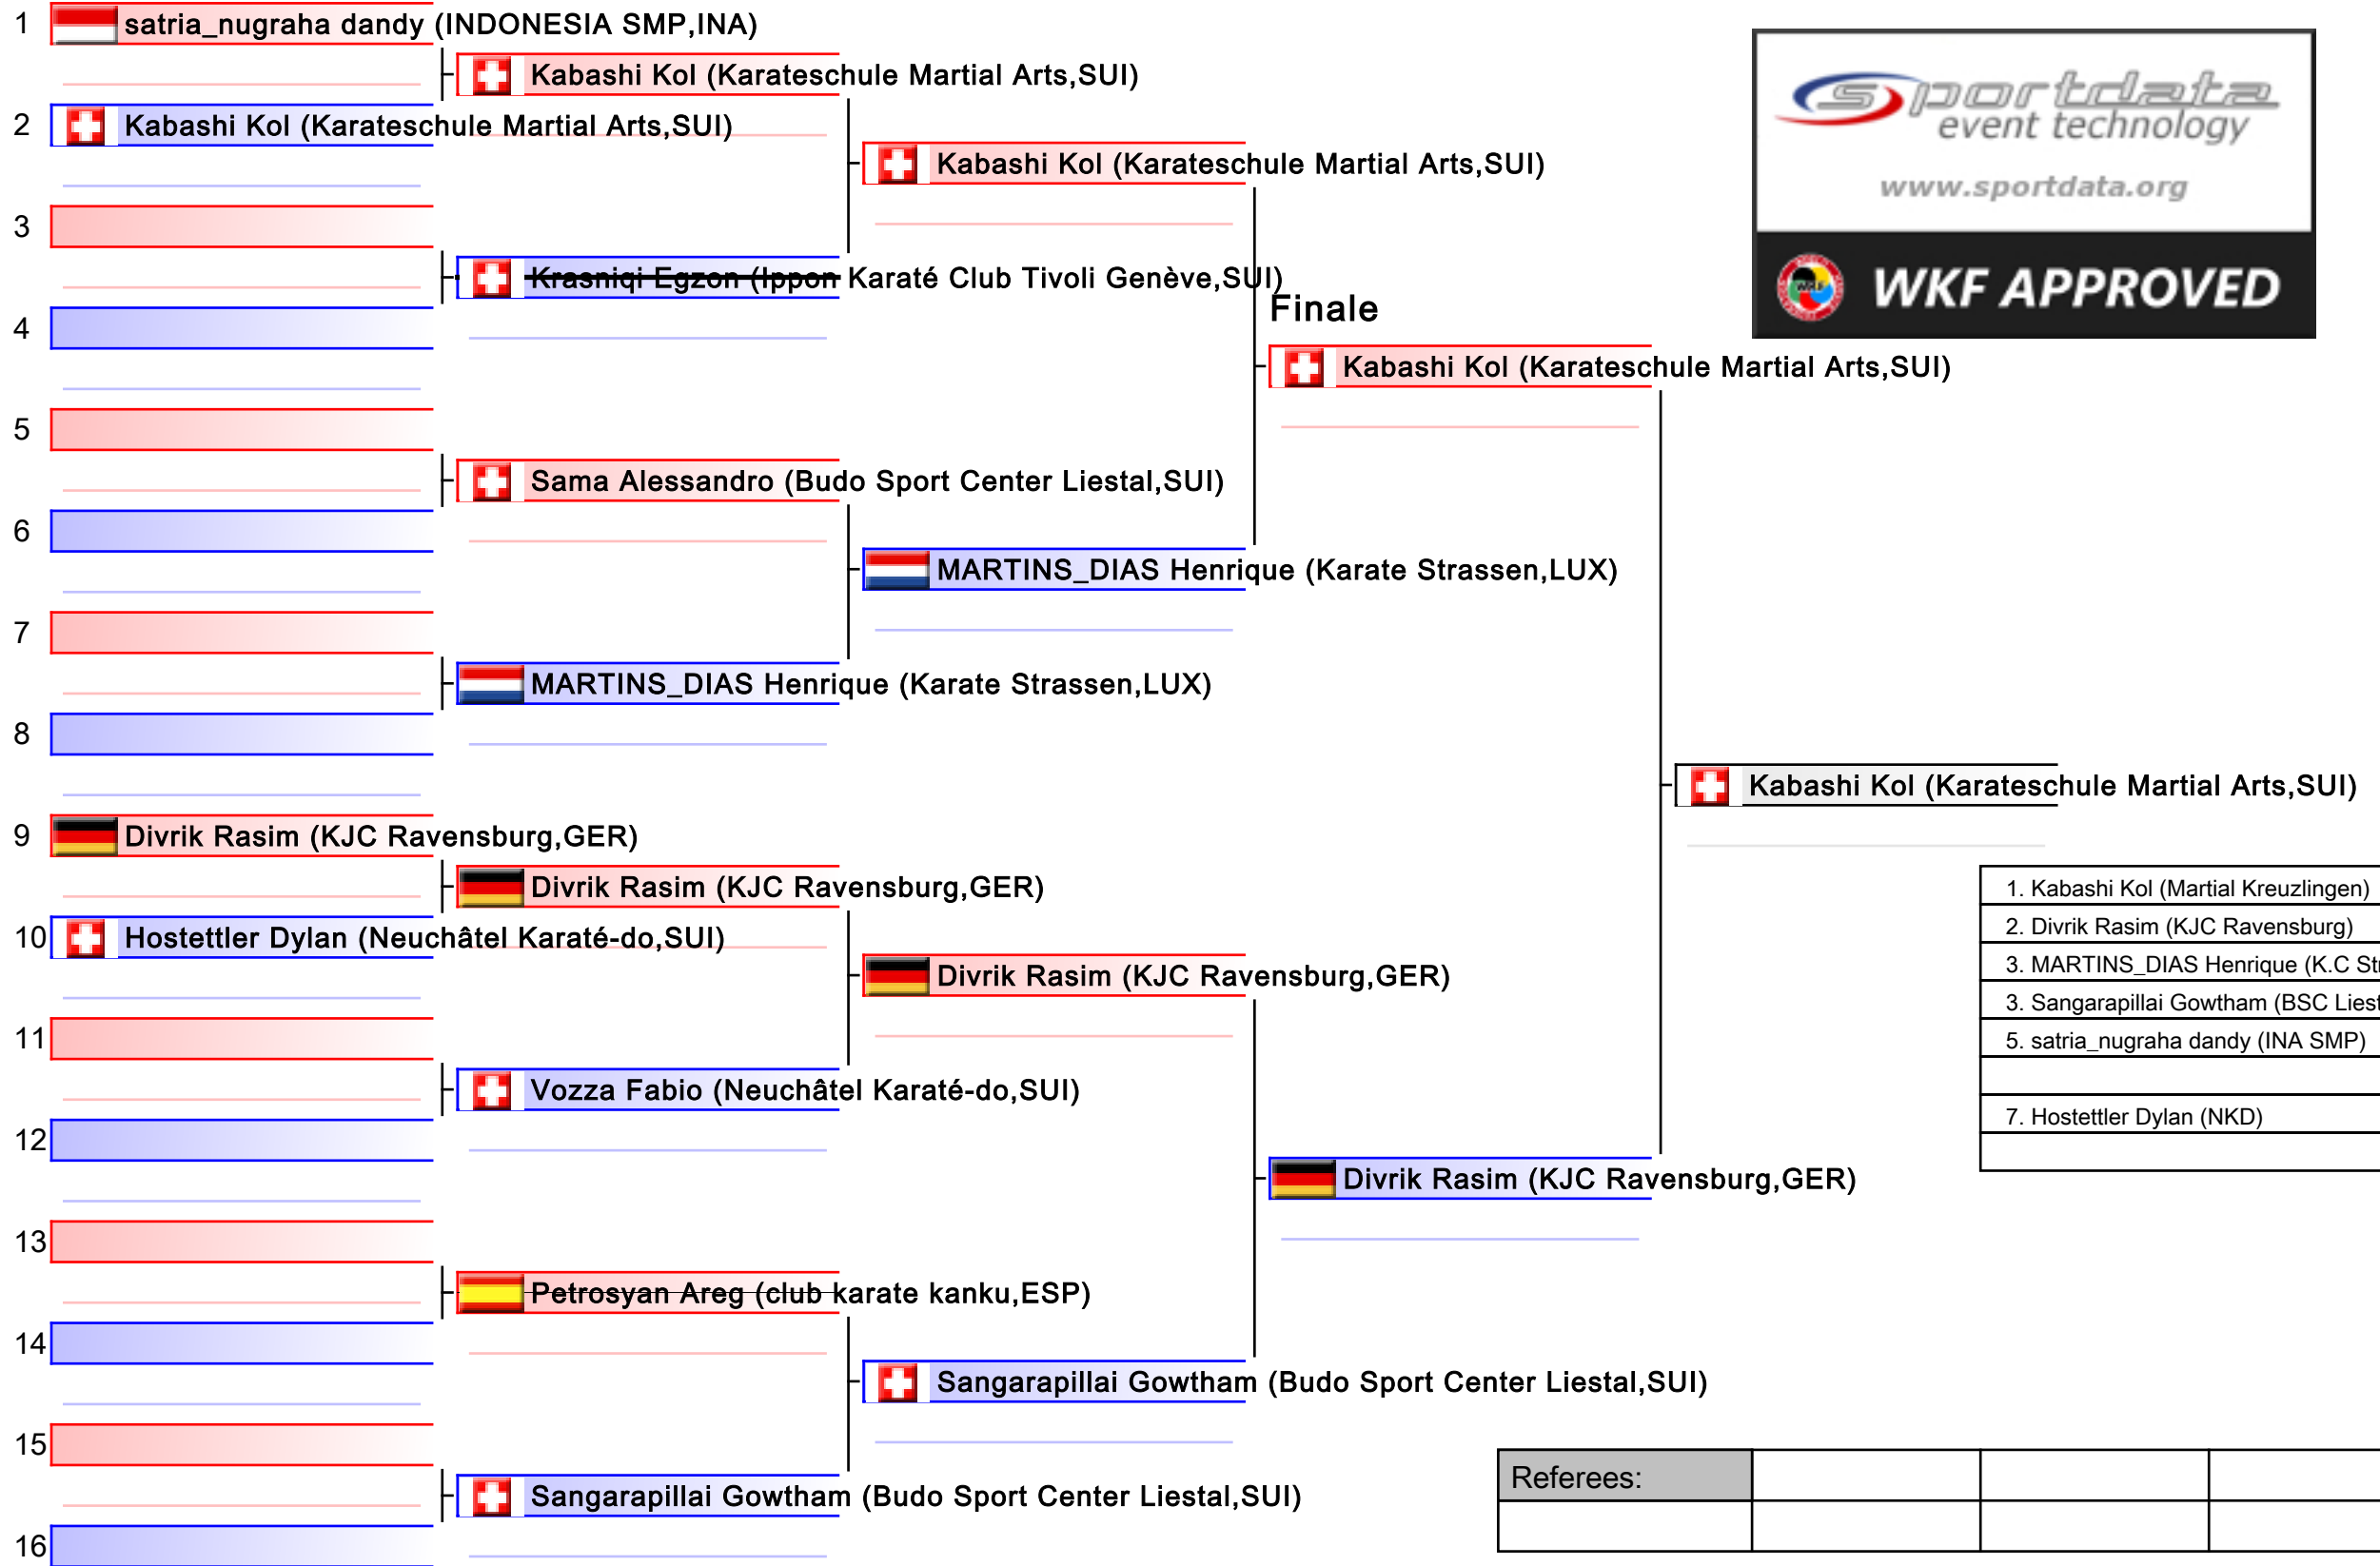 1 satria_nugraha dandy (INDONESIA SMP,INA)
Kabashi Kol (Karateschule Martial Arts,SUI)
2 Kabashi Kol (Karateschule Martial Arts,SUI)
Kabashi Kol (Karateschule Martial Arts,SUI)
3
Krasniqi Egzon (Ippon Karaté Club Tivoli Genève,SUI)
Finale
4
Kabashi Kol (Karateschule Martial Arts,SUI)
5
Sama Alessandro (Budo Sport Center Liestal,SUI)
6
MARTINS_DIAS Henrique (Karate Strassen,LUX)
7
MARTINS_DIAS Henrique (Karate Strassen,LUX)
8
Kabashi Kol (Karateschule Martial Arts,SUI)
9 Divrik Rasim (KJC Ravensburg,GER)
Divrik Rasim (KJC Ravensburg,GER)
10 Hostettler Dylan (Neuchâtel Karaté-do,SUI)
Divrik Rasim (KJC Ravensburg,GER)
11
Vozza Fabio (Neuchâtel Karaté-do,SUI)
12
Divrik Rasim (KJC Ravensburg,GER)
13
Petrosyan Areg (club karate kanku,ESP)
14
Sangarapillai Gowtham (Budo Sport Center Liestal,SUI)
15
Sangarapillai Gowtham (Budo Sport Center Liestal,SUI)
16
sportdata
event technology
www.sportdata.org
WKF APPROVED
1. Kabashi Kol (Martial Kreuzlingen)
2. Divrik Rasim (KJC Ravensburg)
3. MARTINS_DIAS Henrique (K.C
3. Sangarapillai Gowtham (BSC
5. satria_nugraha dandy (INA SMP)
7. Hostettler Dylan (NKD)
Referees: